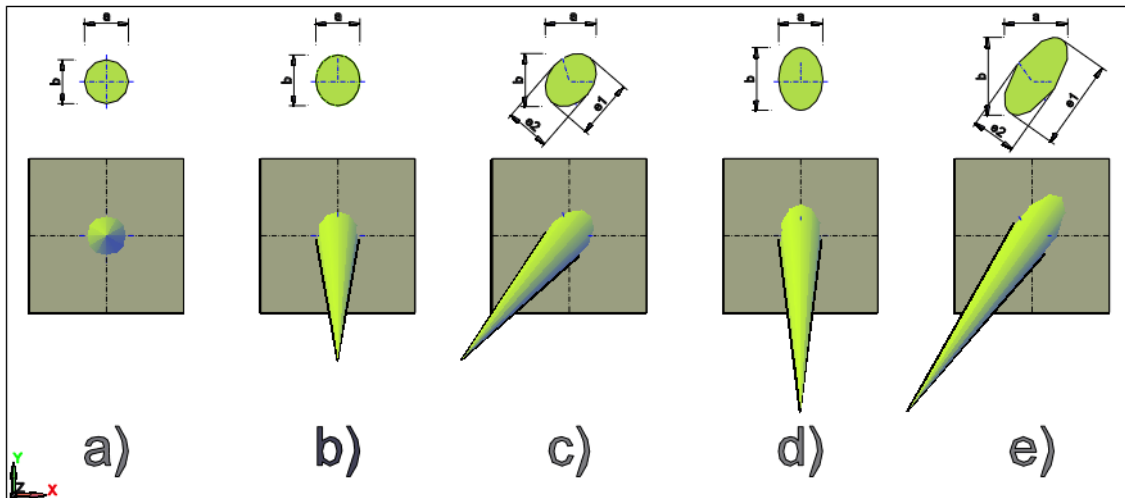 a a a a a
b b b b b
e1 e1
e2 e2
a) b) c) d) e)
Y
Z X